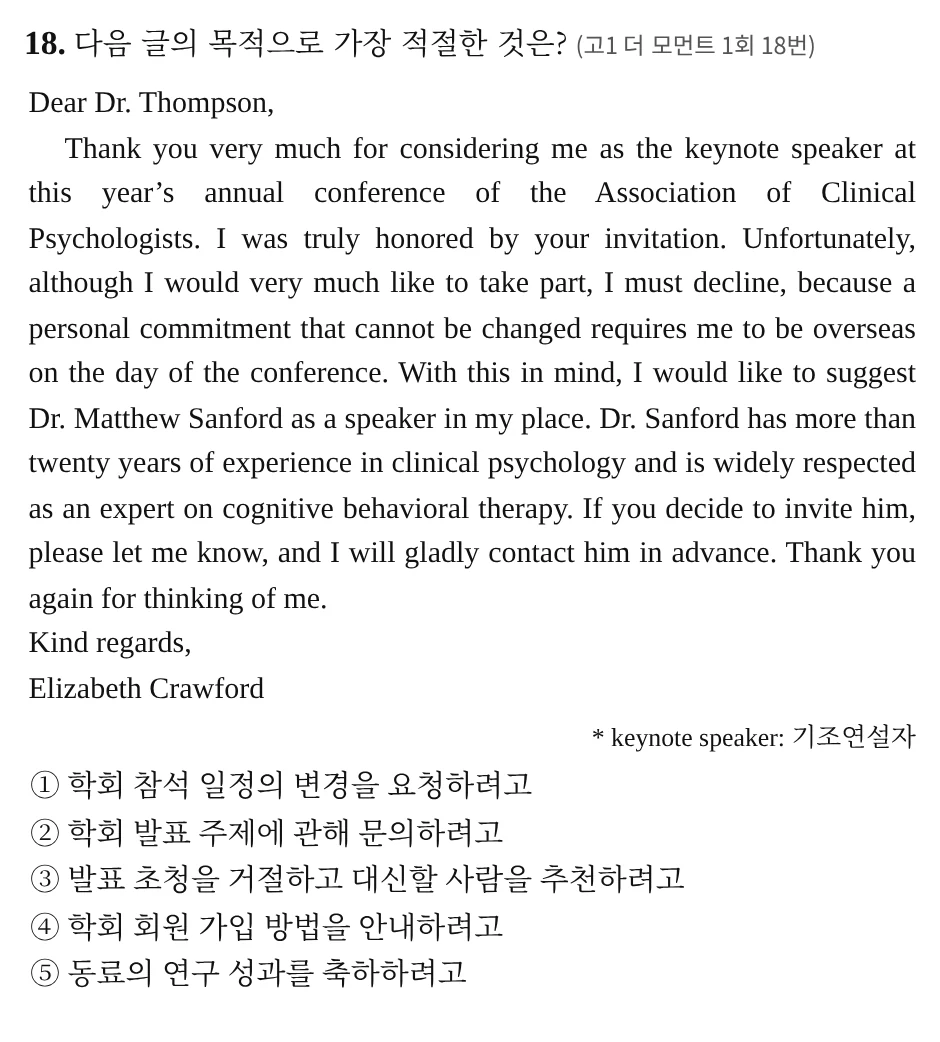 18. 다음 글의 목적으로 가장 적절한 것은? (고1 더 모먼트 1회 18번)
Dear Dr. Thompson,
Thank you very much for considering me as the keynote speaker at
this year’s annual conference of the Association of Clinical
Psychologists. I was truly honored by your invitation. Unfortunately,
although I would very much like to take part, I must decline, because a
personal commitment that cannot be changed requires me to be overseas
on the day of the conference. With this in mind, I would like to suggest
Dr. Matthew Sanford as a speaker in my place. Dr. Sanford has more than
twenty years of experience in clinical psychology and is widely respected
as an expert on cognitive behavioral therapy. If you decide to invite him,
please let me know, and I will gladly contact him in advance. Thank you
again for thinking of me.
Kind regards,
Elizabeth Crawford
* keynote speaker: 기조연설자
① 학회 참석 일정의 변경을 요청하려고
② 학회 발표 주제에 관해 문의하려고
③ 발표 초청을 거절하고 대신할 사람을 추천하려고
④ 학회 회원 가입 방법을 안내하려고
⑤ 동료의 연구 성과를 축하하려고